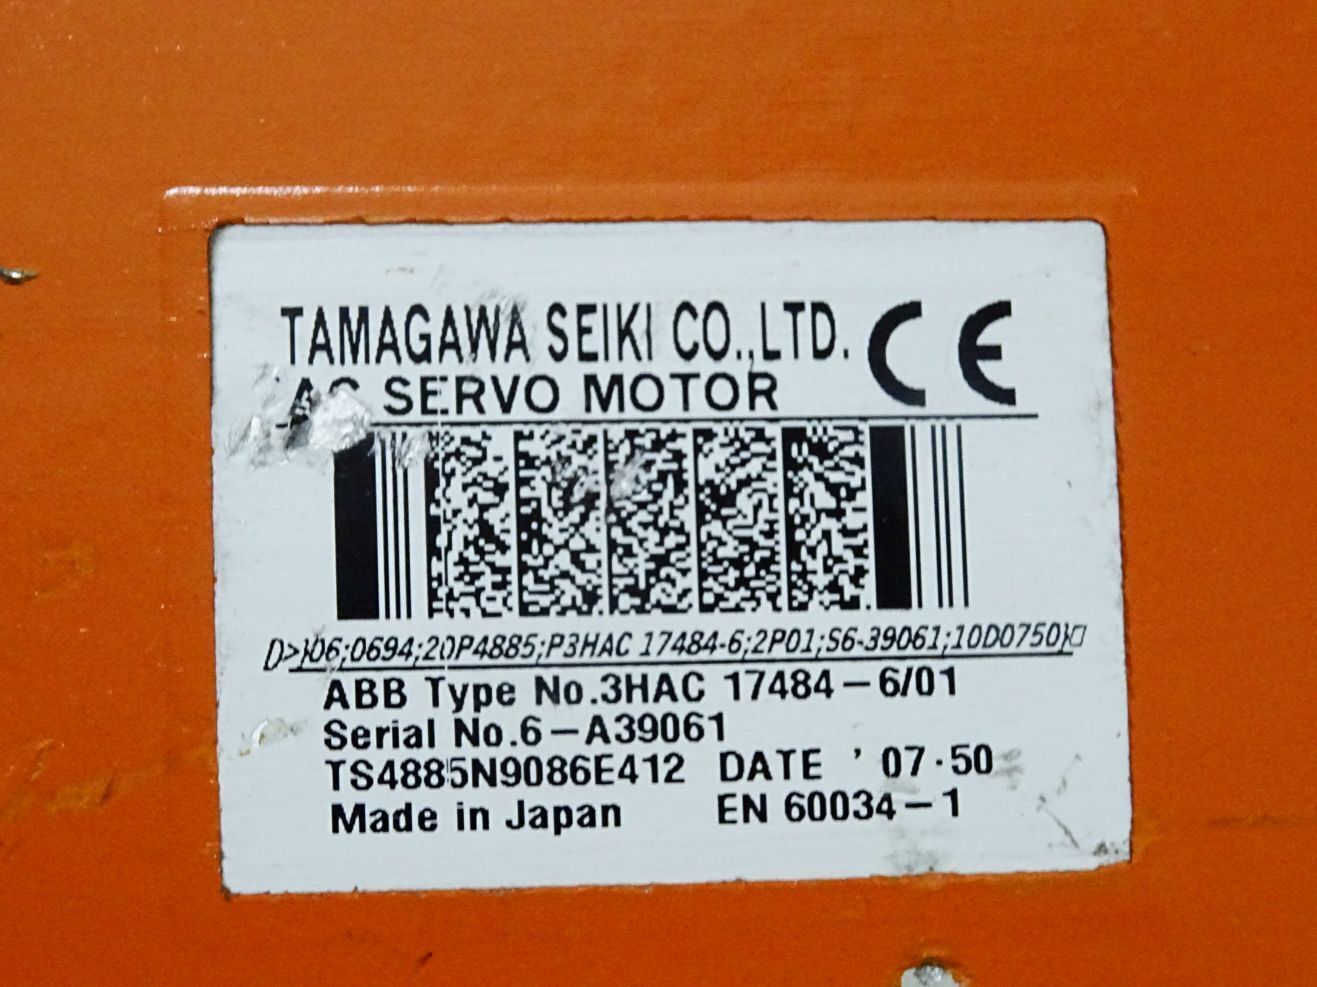 TAMAGAWA SEIKI CO.,LTD. CE
AC SERVO MOTOR
D>}06;0694;20P4885;P3HAC 17484-6;2P01;S6-39061;10D0750}□
ABB Type No.3HAC 17484-6/01
Serial No.6-A39061
TS4885N9086E412 DATE '07·50
Made in Japan EN 60034-1